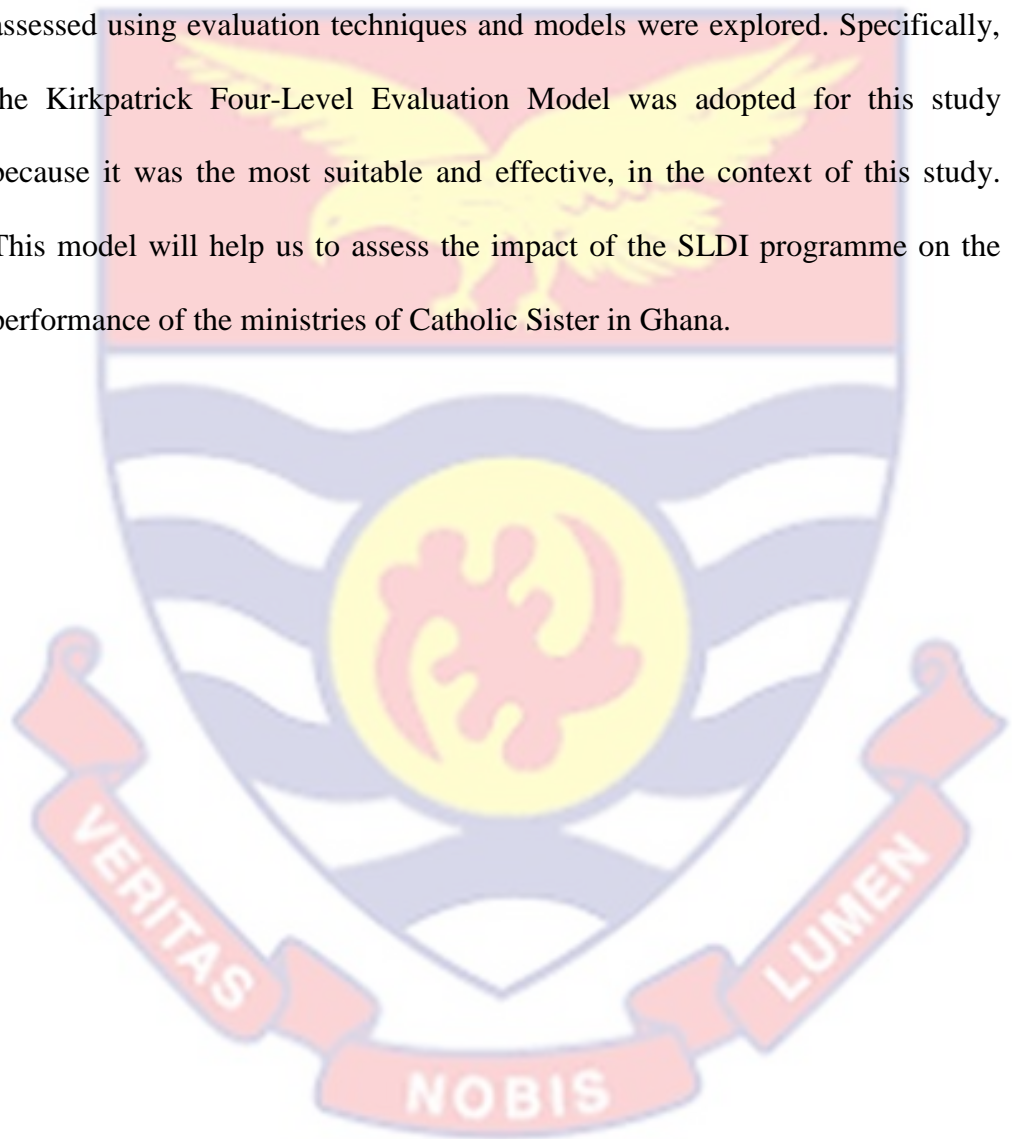 assessed using evaluation techniques and models were explored. Specifically,
the Kirkpatrick Four-Level Evaluation Model was adopted for this study
because it was the most suitable and effective, in the context of this study.
This model will help us to assess the impact of the SLDI programme on the
performance of the ministries of Catholic Sister in Ghana.
VERITAS
NOBIS
LUMEN